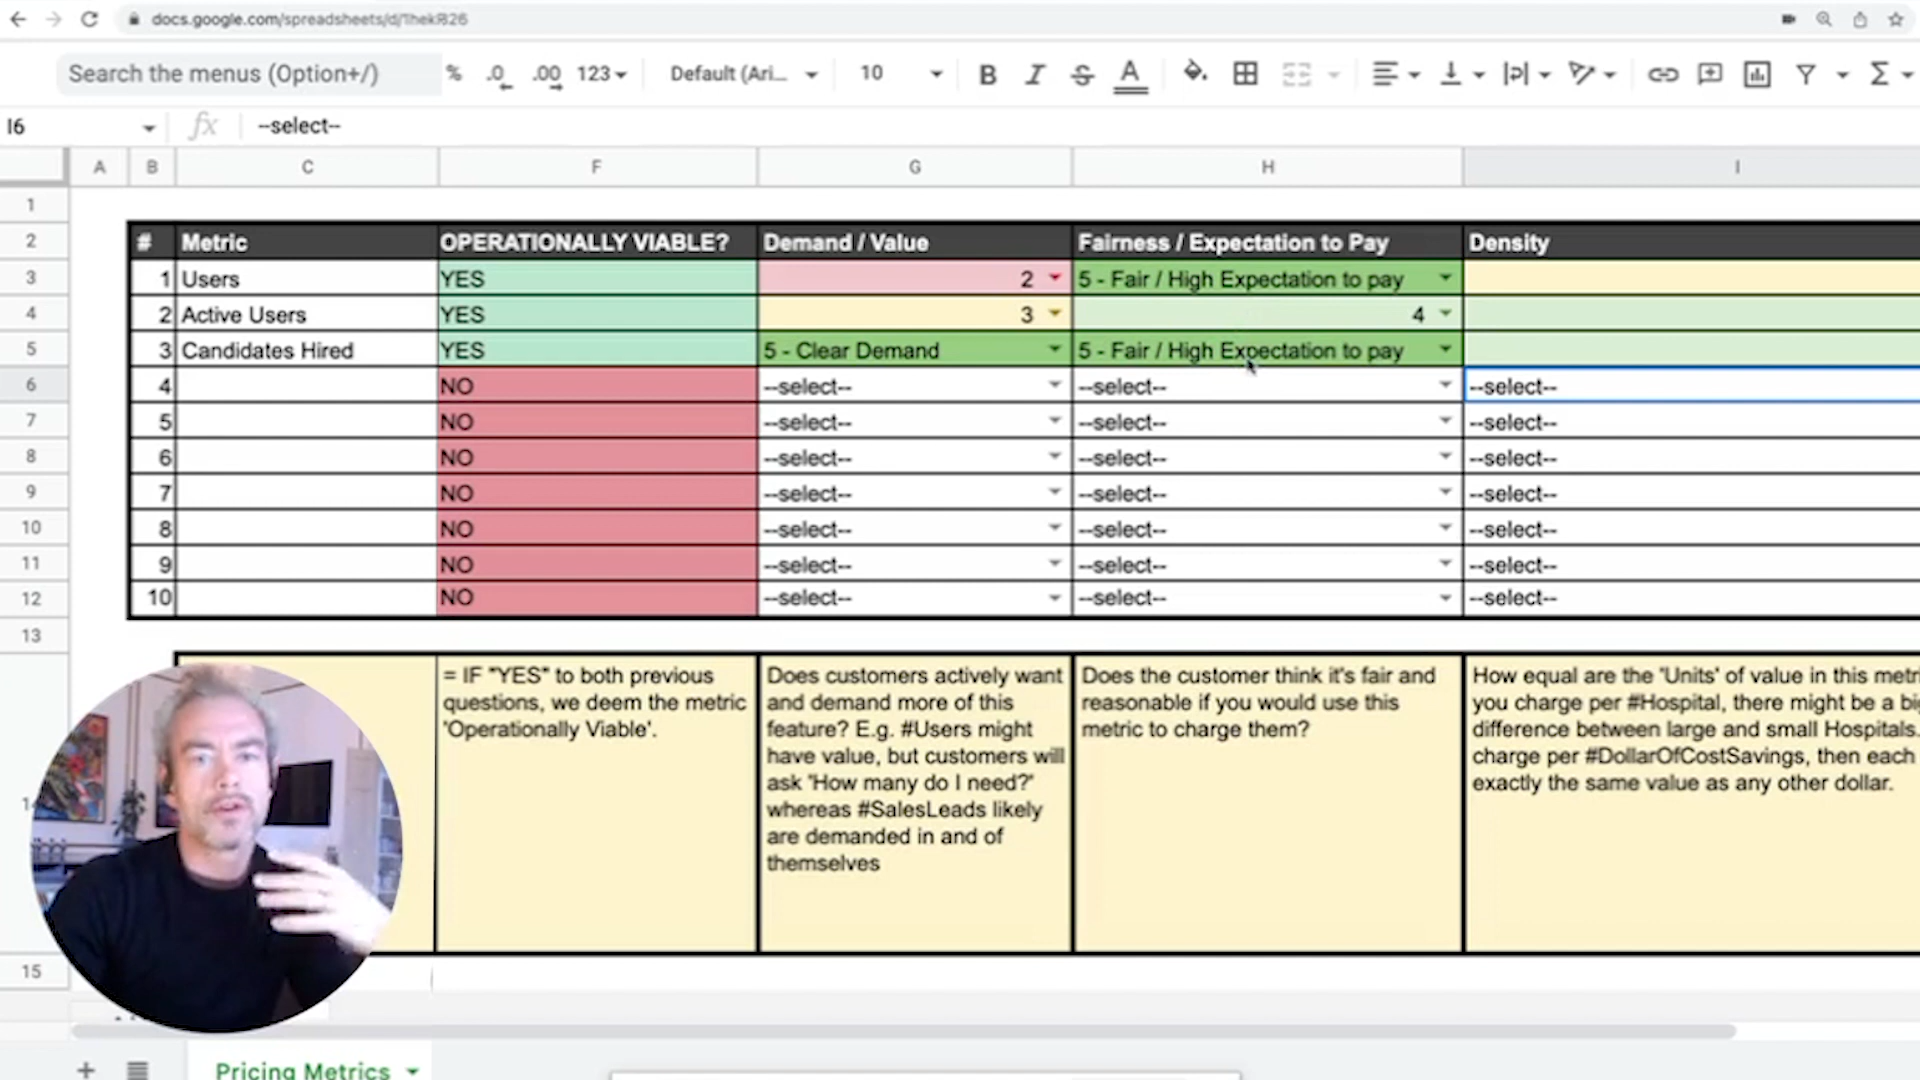 docs.google.com/spreadsheets/d/1hekR826
Search the menus (Option+/) % .0 .00 123 Default (Ari... 10 B I S A
I6 fx --select--
A B C F G H I
1
2 # Metric OPERATIONALLY VIABLE? Demand / Value Fairness / Expectation to Pay Density
3 1 Users YES 2 5 - Fair / High Expectation to pay
4 2 Active Users YES 3 4
5 3 Candidates Hired YES 5 - Clear Demand 5 - Fair / High Expectation to pay
6 4 NO --select-- --select-- --select--
7 5 NO --select-- --select-- --select--
8 6 NO --select-- --select-- --select--
9 7 NO --select-- --select-- --select--
10 8 NO --select-- --select-- --select--
11 9 NO --select-- --select-- --select--
12 10 NO --select-- --select-- --select--
13
= IF "YES" to both previous
questions, we deem the metric
'Operationally Viable'.
Does customers actively want
and demand more of this
feature? E.g. #Users might
have value, but customers will
ask 'How many do I need?'
whereas #SalesLeads likely
are demanded in and of
themselves
Does the customer think it's fair and
reasonable if you would use this
metric to charge them?
How equal are the 'Units' of value in this metri
you charge per #Hospital, there might be a bi
difference between large and small Hospitals.
charge per #DollarOfCostSavings, then each
exactly the same value as any other dollar.
15
Pricing Metrics